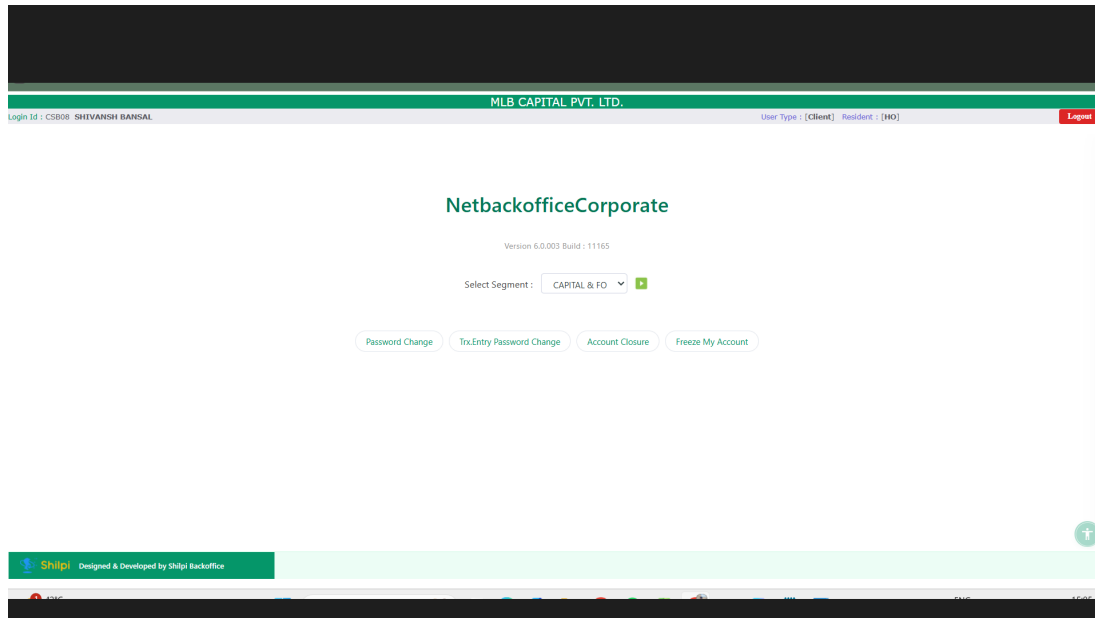 MLB CAPITAL PVT. LTD.
Login Id : CSB08 SHIVANSH BANSAL User Type : [Client] Resident : [HO] Logout
NetbackofficeCorporate
Version 6.0.003 Build : 11165
Select Segment : CAPITAL & FO
Password Change Trx.Entry Password Change Account Closure Freeze My Account
Shilpi Designed & Developed by Shilpi Backoffice